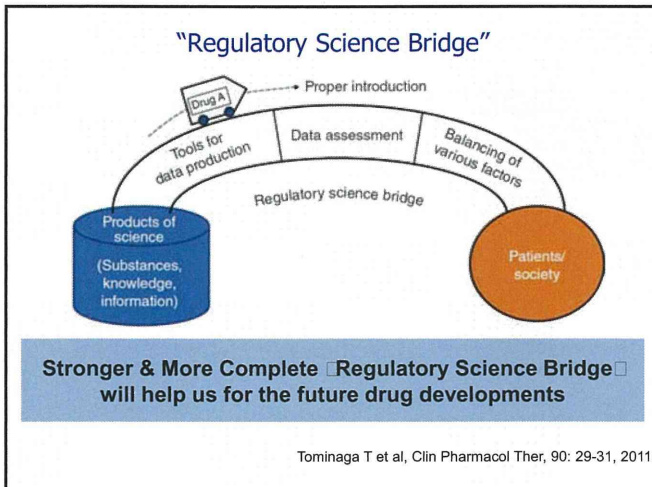 “Regulatory Science Bridge”
Drug A
Proper introduction
Tools for
data production
Data assessment
Balancing of
various factors
Regulatory science bridge
Products of
science
(Substances,
knowledge,
information)
Patients/
society
Stronger & More Complete □Regulatory Science Bridge□
will help us for the future drug developments
Tominaga T et al, Clin Pharmacol Ther, 90: 29-31, 2011